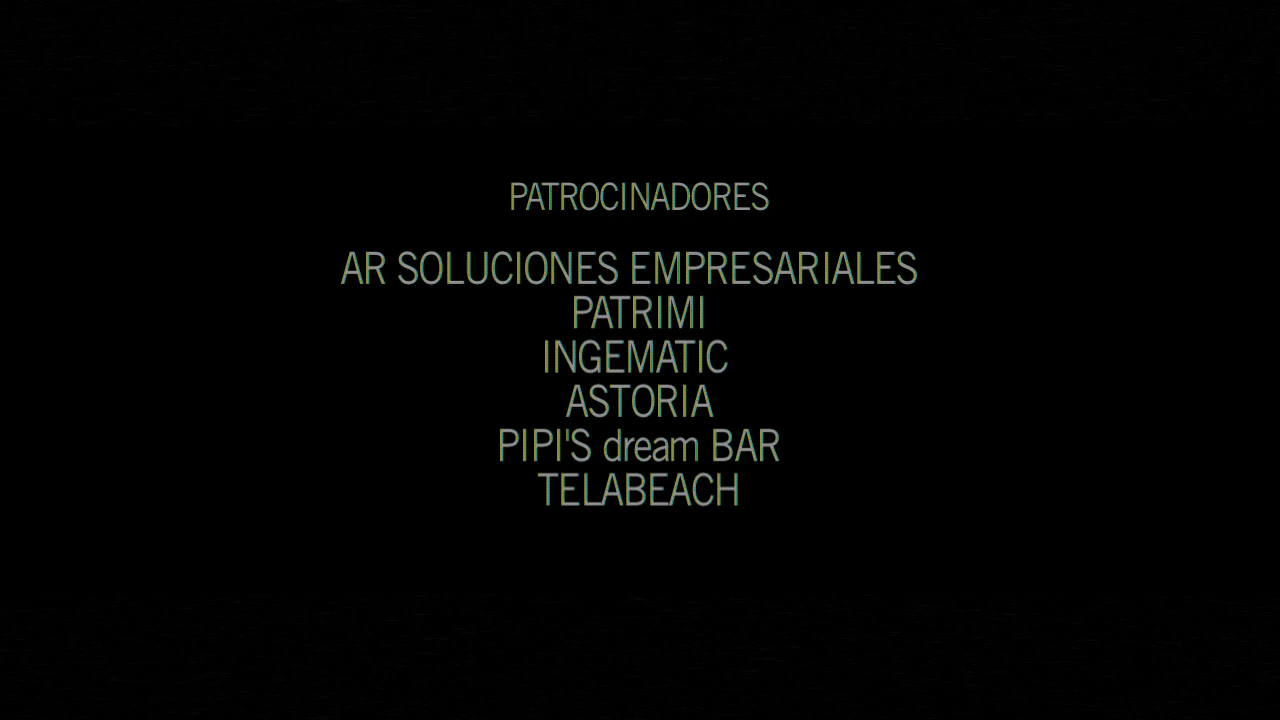 PATROCINADORES
AR SOLUCIONES EMPRESARIALES
PATRIMI
INGEMATIC
ASTORIA
PIPI'S dream BAR
TELABEACH